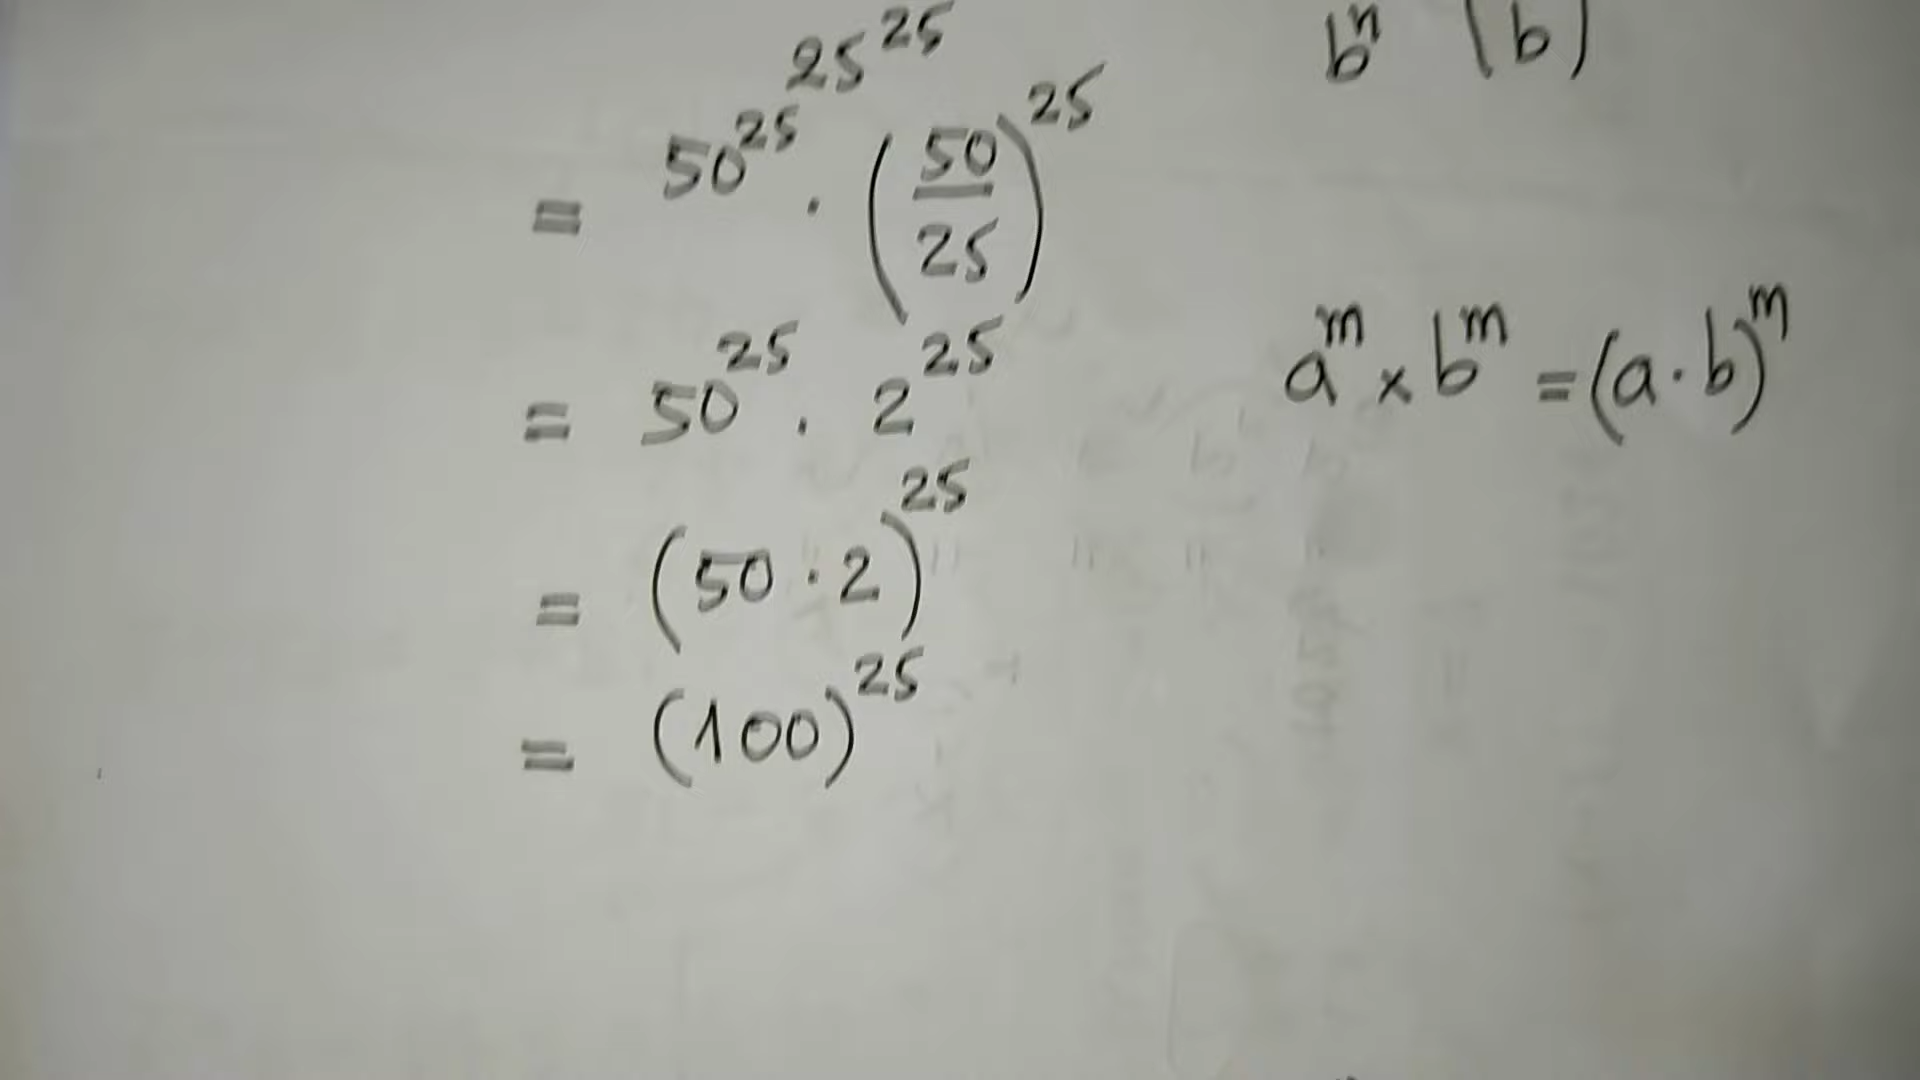 25^25
b^n (b)
= 50^25 · (50/25)^25
= 50^25 · 2^25
a^m × b^m = (a·b)^m
= (50·2)^25
= (100)^25